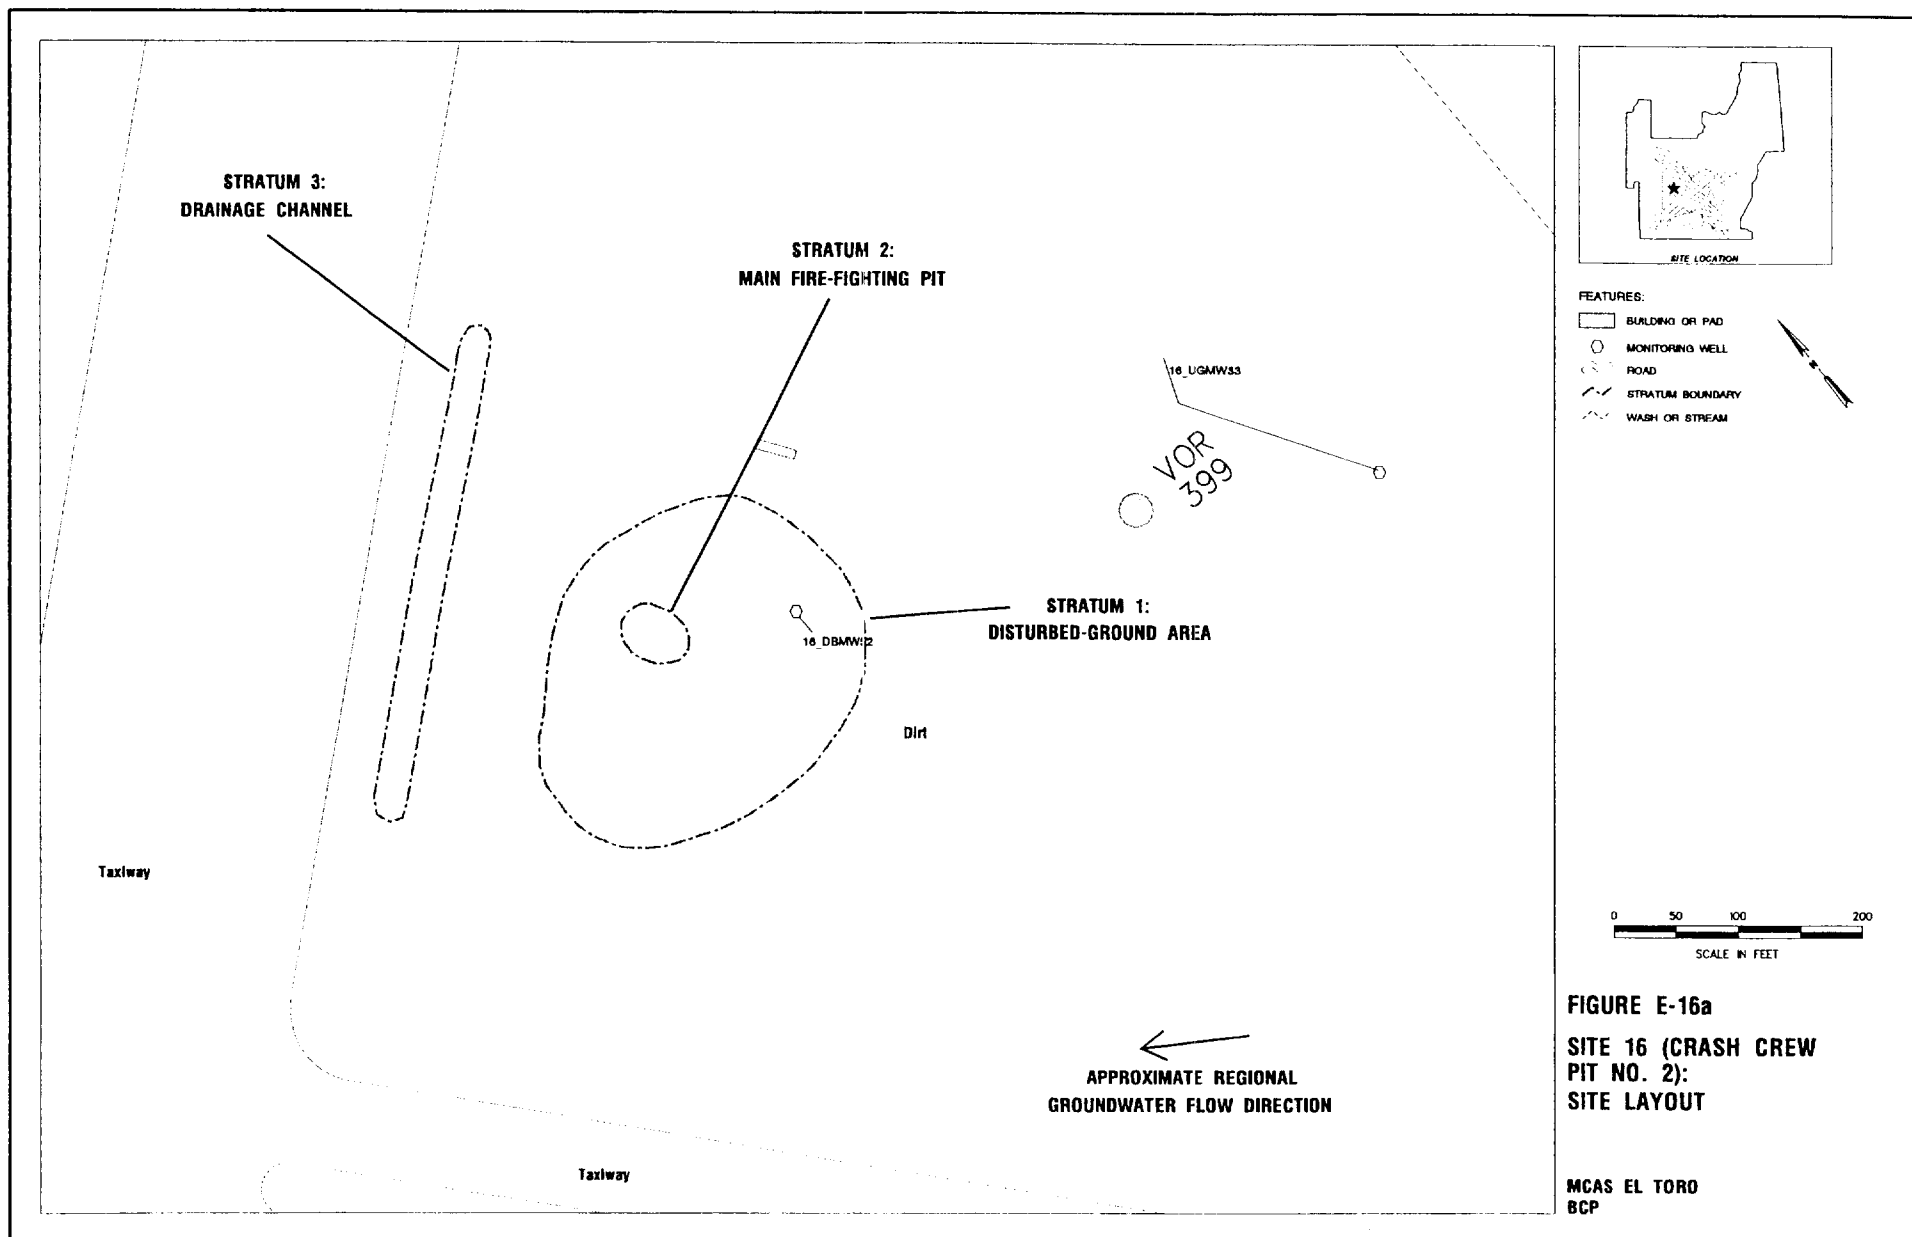 STRATUM 3:
DRAINAGE CHANNEL
STRATUM 2:
MAIN FIRE-FIGHTING PIT
16_UGMW33
VOR
399
STRATUM 1:
DISTURBED-GROUND AREA
Dirt
Taxiway
Taxiway
APPROXIMATE REGIONAL
GROUNDWATER FLOW DIRECTION
SITE LOCATION
FEATURES:
BUILDING OR PAD
MONITORING WELL
ROAD
STRATUM BOUNDARY
WASH OR STREAM
0 50 100 200
SCALE IN FEET
FIGURE E-16a
SITE 16 (CRASH CREW
PIT NO. 2):
SITE LAYOUT
MCAS EL TORO
BCP